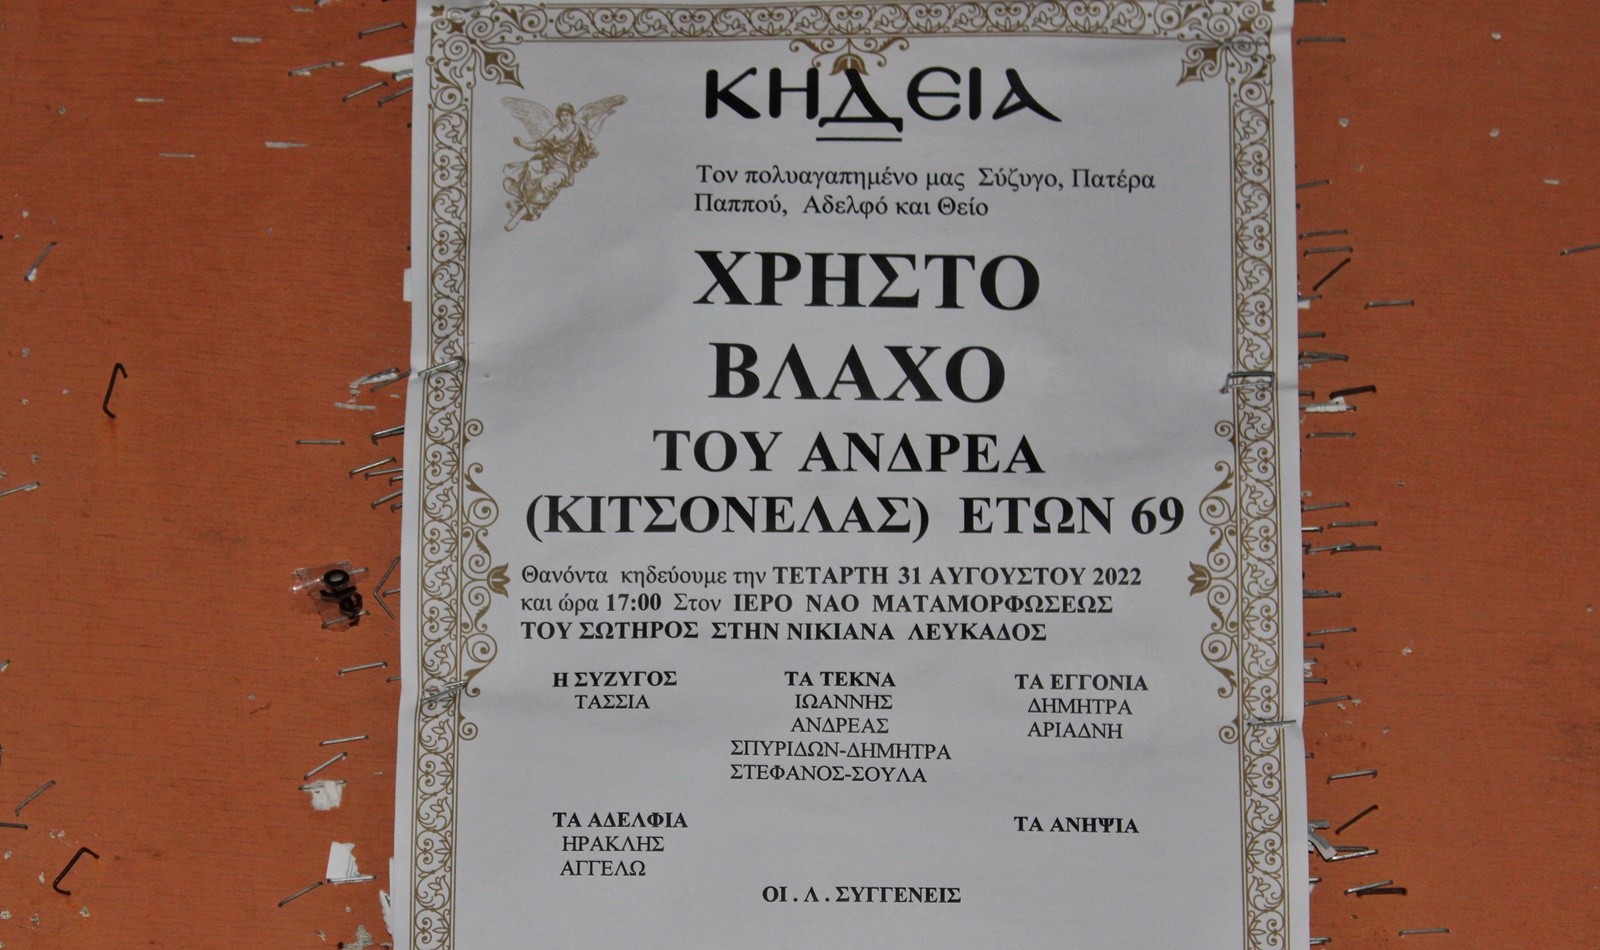 ΚΗΔΕΙΑ
Τον πολυαγαπημένο μας Σύζυγο, Πατέρα
Παππού, Αδελφό και Θείο
ΧΡΗΣΤΟ
ΒΛΑΧΟ
ΤΟΥ ΑΝΔΡΕΑ
(ΚΙΤΣΟΝΕΛΑΣ) ΕΤΩΝ 69
Θανόντα κηδεύουμε την ΤΕΤΑΡΤΗ 31 ΑΥΓΟΥΣΤΟΥ 2022
και ώρα 17:00 Στον ΙΕΡΟ ΝΑΟ ΜΑΤΑΜΟΡΦΩΣΕΩΣ
ΤΟΥ ΣΩΤΗΡΟΣ ΣΤΗΝ ΝΙΚΙΑΝΑ ΛΕΥΚΑΔΟΣ
Η ΣΥΖΥΓΟΣ
ΤΑΣΣΙΑ
ΤΑ ΤΕΚΝΑ
ΙΩΑΝΝΗΣ
ΑΝΔΡΕΑΣ
ΣΠΥΡΙΔΩΝ-ΔΗΜΗΤΡΑ
ΣΤΕΦΑΝΟΣ-ΣΟΥΛΑ
ΤΑ ΕΓΓΟΝΙΑ
ΔΗΜΗΤΡΑ
ΑΡΙΑΔΝΗ
ΤΑ ΑΔΕΛΦΙΑ
ΗΡΑΚΛΗΣ
ΑΓΓΕΛΩ
ΤΑ ΑΝΗΨΙΑ
ΟΙ . Λ . ΣΥΓΓΕΝΕΙΣ